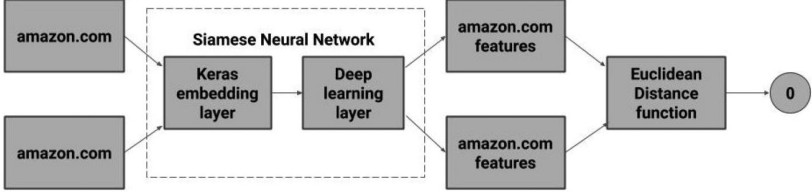 amazon.com
amazon.com
Siamese Neural Network
Keras
embedding
layer
Deep
learning
layer
amazon.com
features
amazon.com
features
Euclidean
Distance
function
0